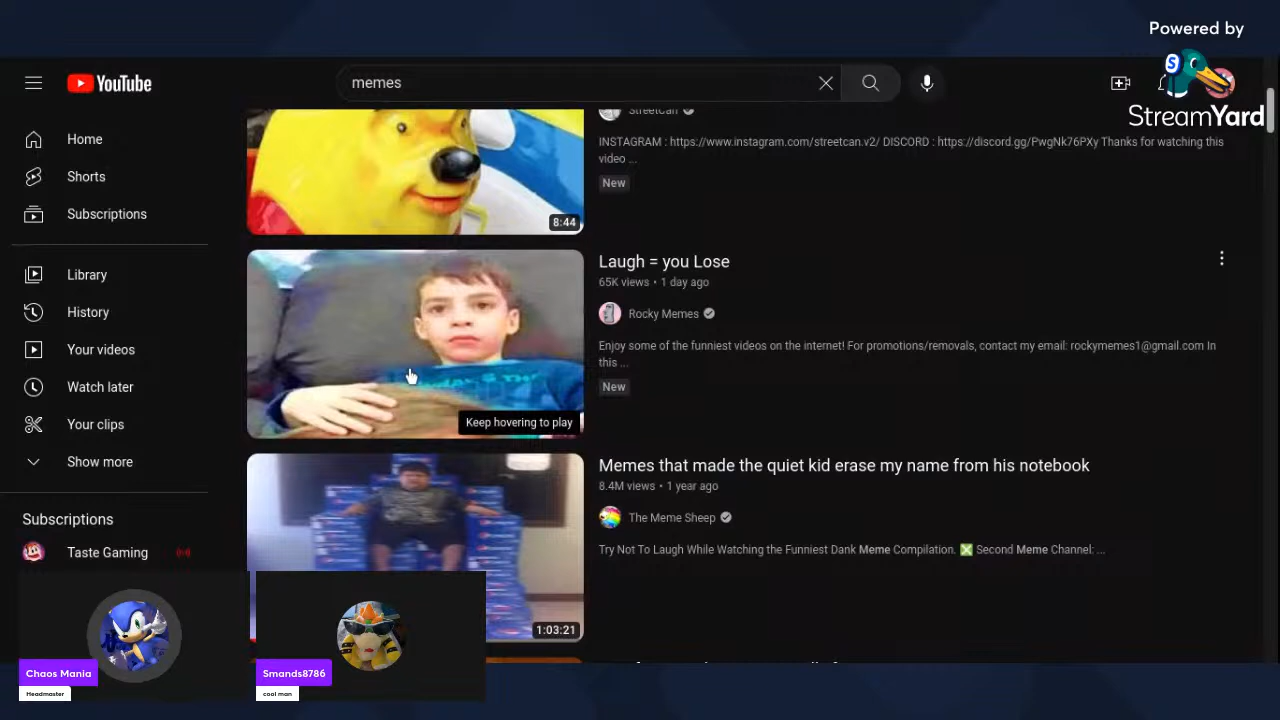 Powered by
StreamYard
YouTube
memes
Home
Shorts
Subscriptions
Library
History
Your videos
Watch later
Your clips
Show more
Subscriptions
Taste Gaming
StreetCan
INSTAGRAM : https://www.instagram.com/streetcan.v2/ DISCORD : https://discord.gg/PwgNk76PXy Thanks for watching this
video ...
New
8:44
Laugh = you Lose
65K views • 1 day ago
Rocky Memes
Enjoy some of the funniest videos on the internet! For promotions/removals, contact my email: rockymemes1@gmail.com In
this ...
New
Keep hovering to play
Memes that made the quiet kid erase my name from his notebook
8.4M views • 1 year ago
The Meme Sheep
Try Not To Laugh While Watching the Funniest Dank Meme Compilation. ❎ Second Meme Channel: ...
1:03:21
Chaos Mania
Headmaster
Smands8786
cool man